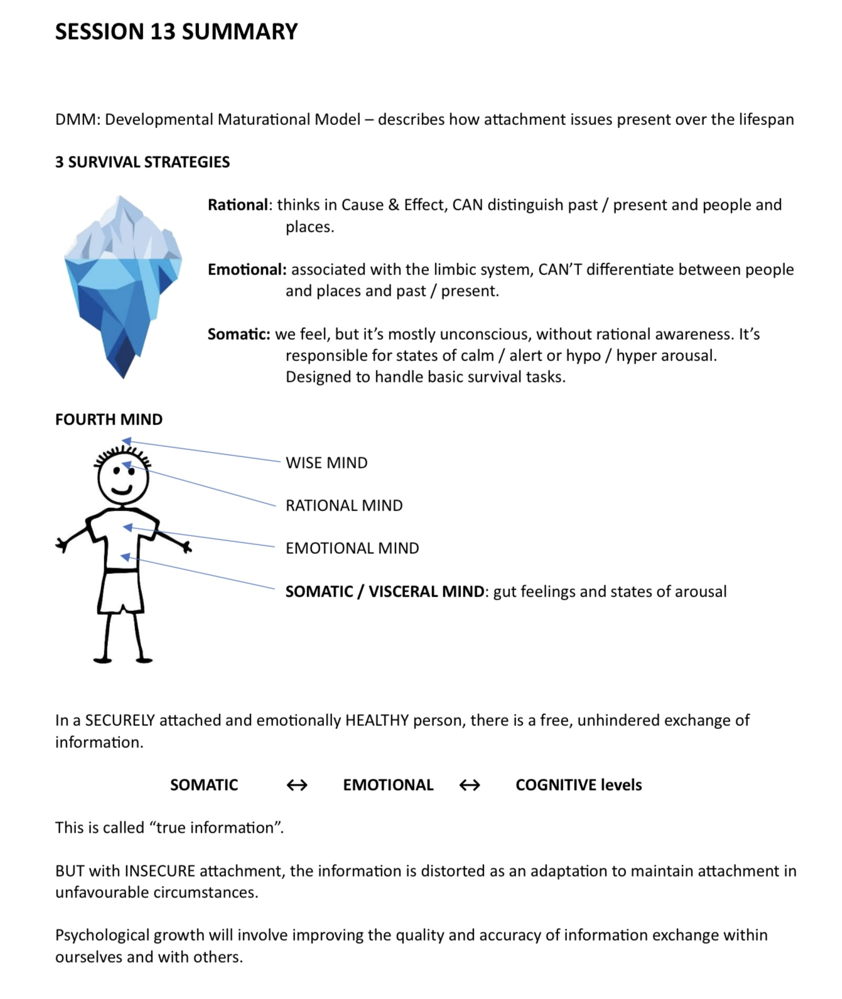 SESSION 13 SUMMARY
DMM: Developmental Maturational Model – describes how attachment issues present over the lifespan
3 SURVIVAL STRATEGIES
Rational: thinks in Cause & Effect, CAN distinguish past / present and people and
places.
Emotional: associated with the limbic system, CAN’T differentiate between people
and places and past / present.
Somatic: we feel, but it’s mostly unconscious, without rational awareness. It’s
responsible for states of calm / alert or hypo / hyper arousal.
Designed to handle basic survival tasks.
FOURTH MIND
WISE MIND
RATIONAL MIND
EMOTIONAL MIND
SOMATIC / VISCERAL MIND: gut feelings and states of arousal
In a SECURELY attached and emotionally HEALTHY person, there is a free, unhindered exchange of
information.
SOMATIC ↔ EMOTIONAL ↔ COGNITIVE levels
This is called “true information”.
BUT with INSECURE attachment, the information is distorted as an adaptation to maintain attachment in
unfavourable circumstances.
Psychological growth will involve improving the quality and accuracy of information exchange within
ourselves and with others.